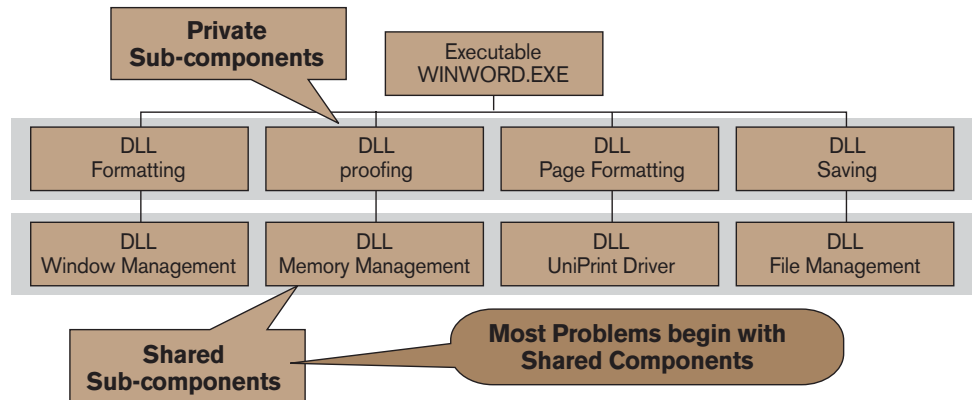 Private
Sub-components
Executable
WINWORD.EXE
DLL
Formatting
DLL
proofing
DLL
Page Formatting
DLL
Saving
DLL
Window Management
DLL
Memory Management
DLL
UniPrint Driver
DLL
File Management
Shared
Sub-components
Most Problems begin with
Shared Components